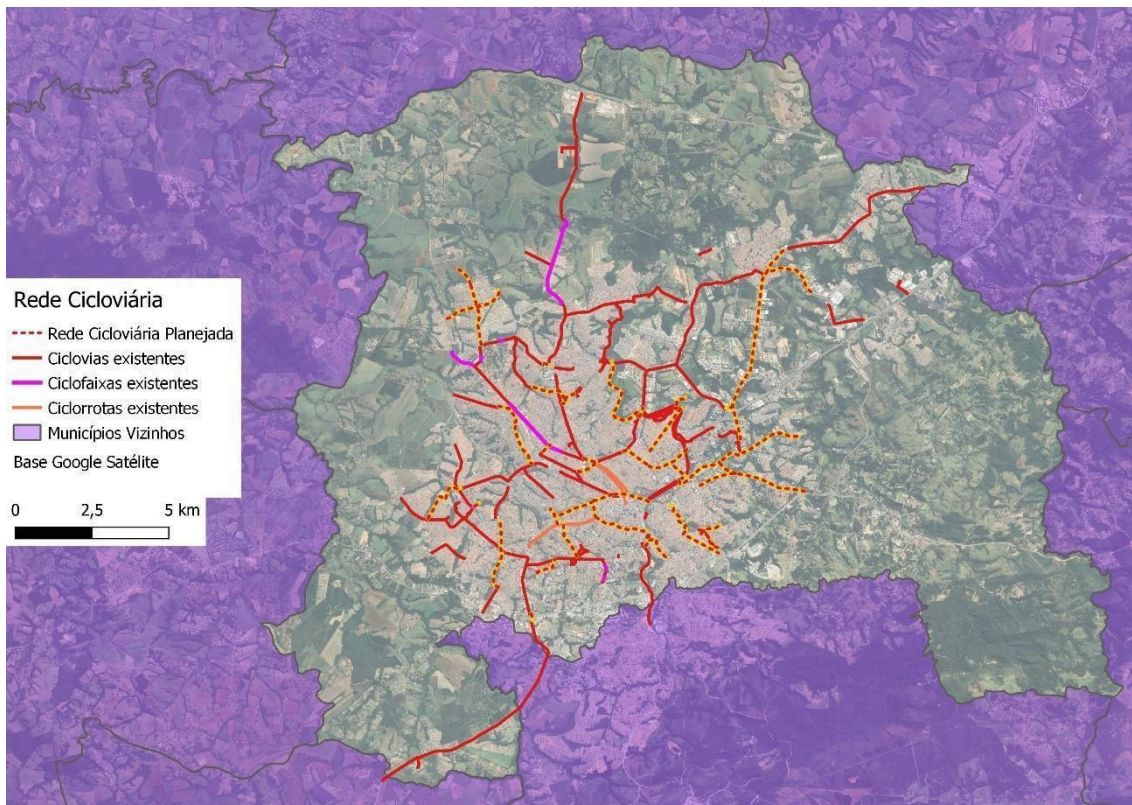 Rede Cicloviária
Rede Cicloviária Planejada
Ciclovias existentes
Ciclofaixas existentes
Ciclorrotas existentes
Municípios Vizinhos
Base Google Satélite
0 2,5 5 km